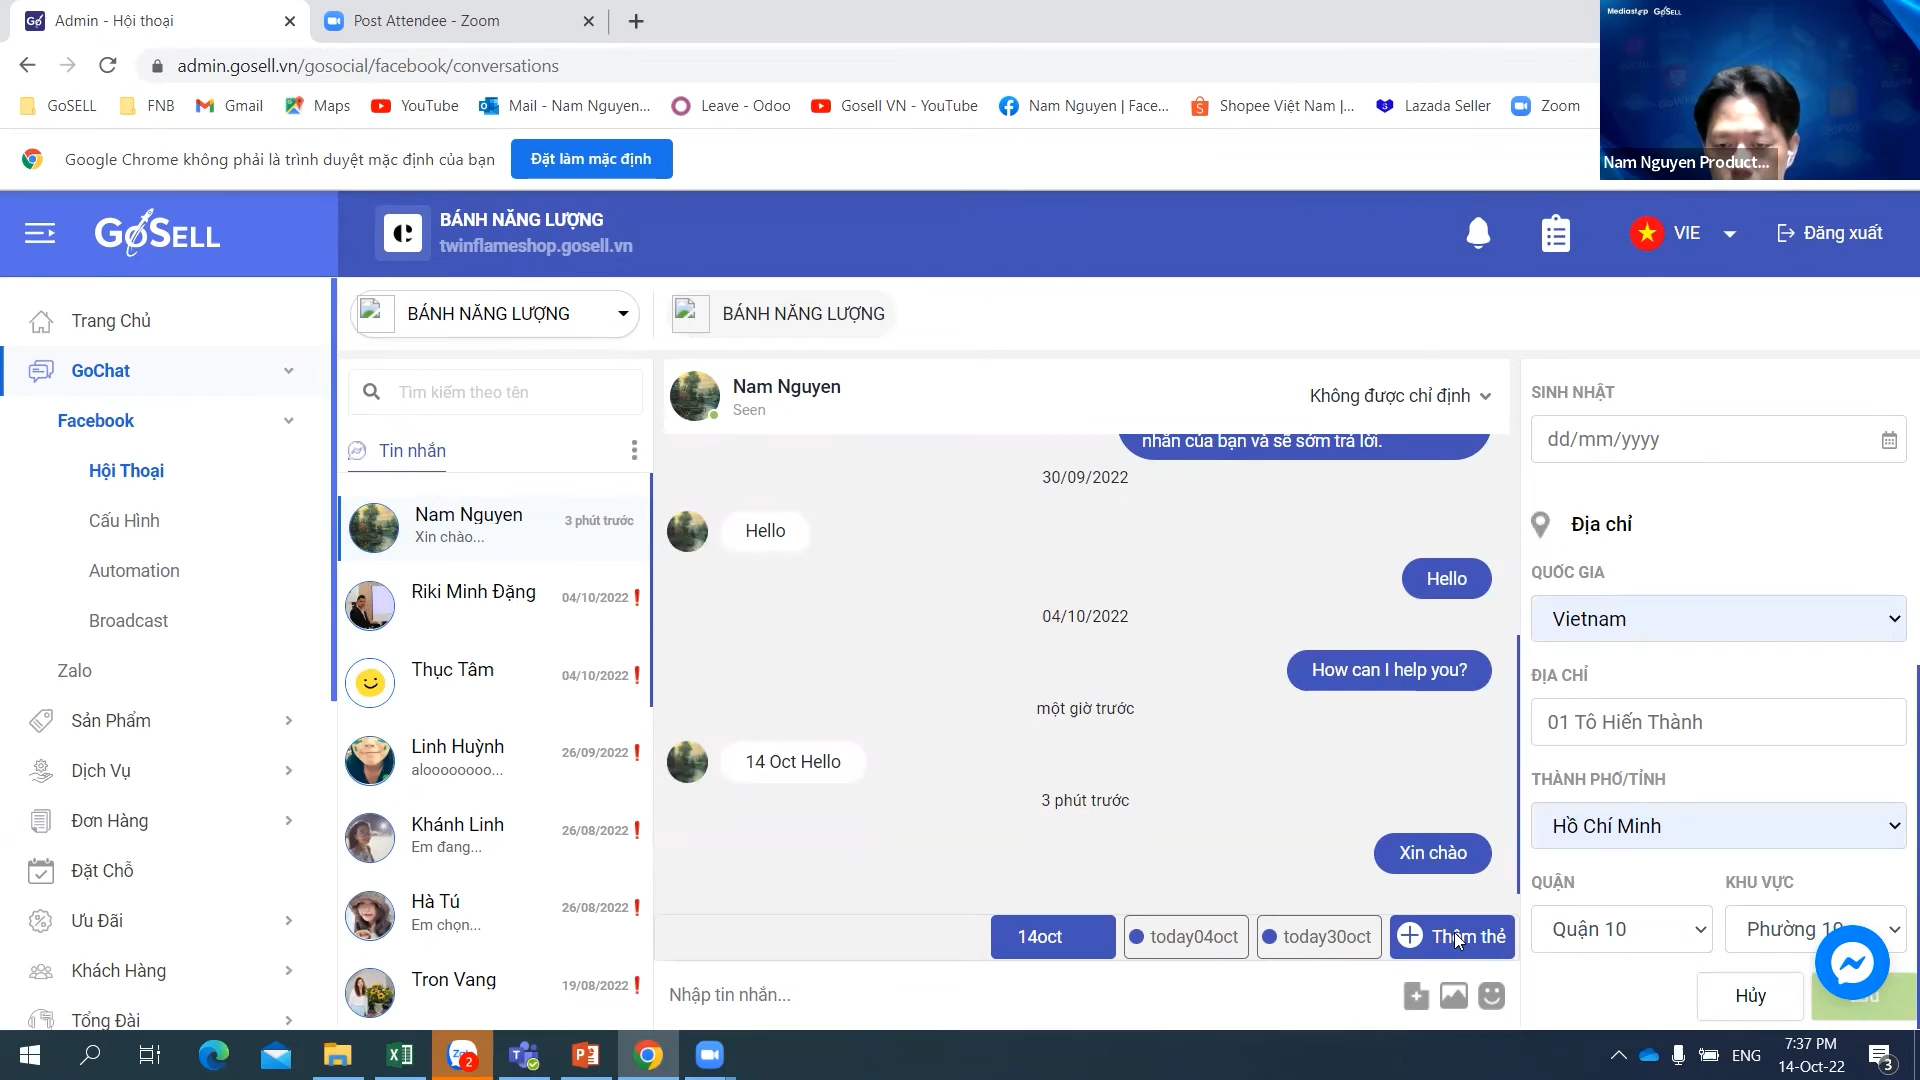 Admin - Hội thoại
Post Attendee - Zoom
Mediastep GoSELL
admin.gosell.vn/gosocial/facebook/conversations
GoSELL
FNB
Gmail
Maps
YouTube
Mail - Nam Nguyen...
Leave - Odoo
Gosell VN - YouTube
Nam Nguyen | Face...
Shopee Việt Nam |...
Lazada Seller
Zoom
Google Chrome không phải là trình duyệt mặc định của bạn
Đặt làm mặc định
Nam Nguyen Product...
GoSELL
BÁNH NĂNG LƯỢNG
twinflameshop.gosell.vn
VIE
Đăng xuất
Trang Chủ
GoChat
Facebook
Hội Thoại
Cấu Hình
Automation
Broadcast
Zalo
Sản Phẩm
Dịch Vụ
Đơn Hàng
Đặt Chỗ
Ưu Đãi
Khách Hàng
Tổng Đài
BÁNH NĂNG LƯỢNG
BÁNH NĂNG LƯỢNG
Tìm kiếm theo tên
Tin nhắn
Nam Nguyen
3 phút trước
Xin chào...
Riki Minh Đặng
04/10/2022
Thục Tâm
04/10/2022
Linh Huỳnh
26/09/2022
alooooooooo...
Khánh Linh
26/08/2022
Em đang...
Hà Tú
26/08/2022
Em chọn...
Tron Vang
19/08/2022
Nam Nguyen
Seen
Không được chỉ định
nhắn của bạn và sẽ sớm trả lời.
30/09/2022
Hello
Hello
04/10/2022
How can I help you?
một giờ trước
14 Oct Hello
3 phút trước
Xin chào
14oct
today04oct
today30oct
Thêm thẻ
Nhập tin nhắn...
SINH NHẬT
dd/mm/yyyy
Địa chỉ
QUỐC GIA
Vietnam
ĐỊA CHỈ
01 Tô Hiến Thành
THÀNH PHỐ/TỈNH
Hồ Chí Minh
QUẬN
KHU VỰC
Quận 10
Phường 10
Hủy
2
ENG
7:37 PM
14-Oct-22
3